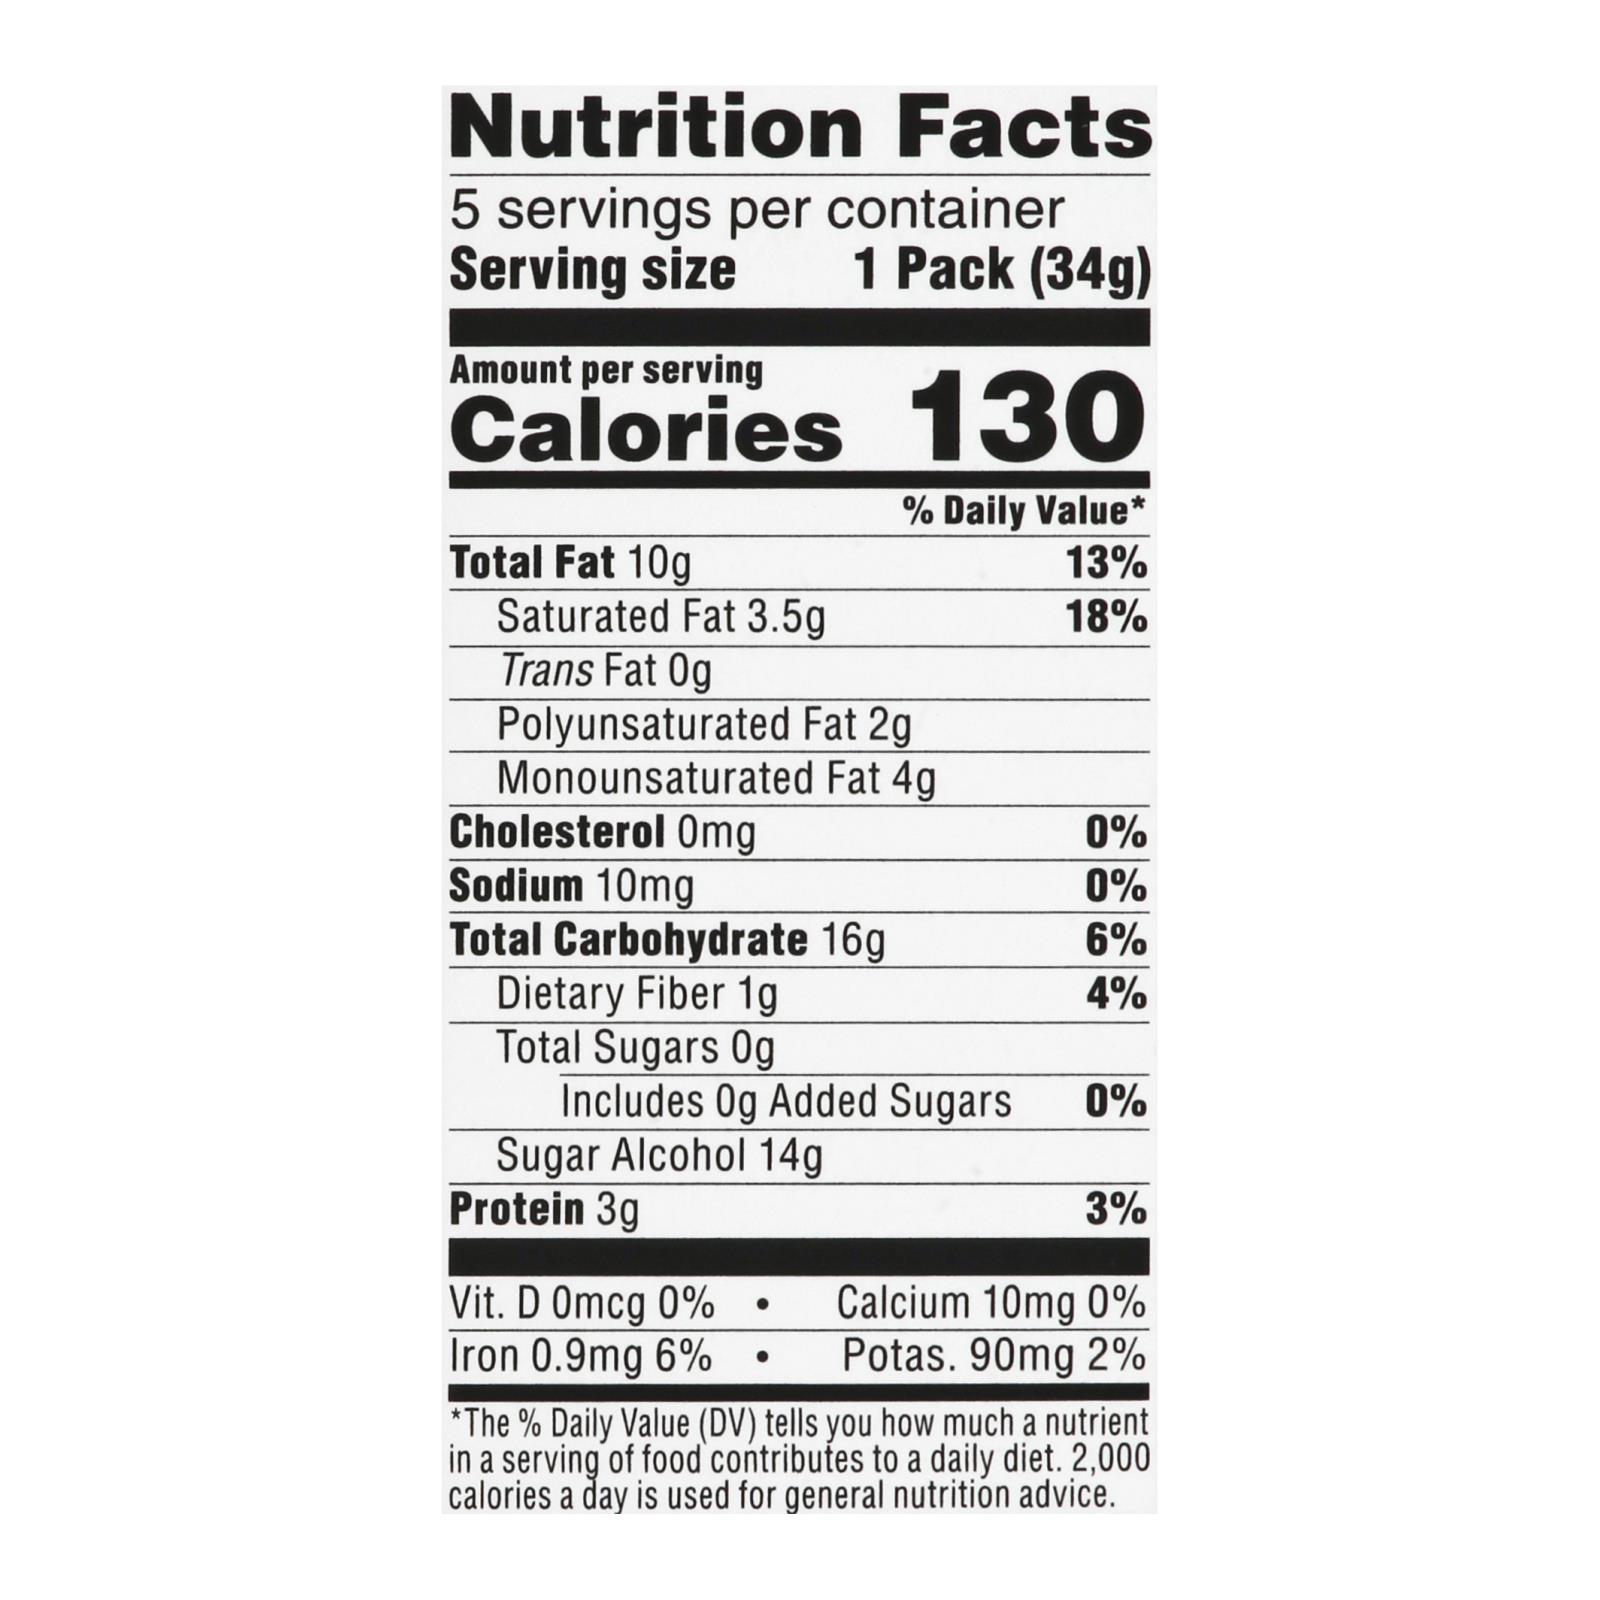 Nutrition Facts
5 servings per container
Serving size 1 Pack (34g)
Amount per serving
Calories 130
% Daily Value*
Total Fat 10g 13%
Saturated Fat 3.5g 18%
Trans Fat 0g
Polyunsaturated Fat 2g
Monounsaturated Fat 4g
Cholesterol 0mg 0%
Sodium 10mg 0%
Total Carbohydrate 16g 6%
Dietary Fiber 1g 4%
Total Sugars 0g
Includes 0g Added Sugars 0%
Sugar Alcohol 14g
Protein 3g 3%
Vit. D 0mcg 0% • Calcium 10mg 0%
Iron 0.9mg 6% • Potas. 90mg 2%
*The % Daily Value (DV) tells you how much a nutrient
in a serving of food contributes to a daily diet. 2,000
calories a day is used for general nutrition advice.